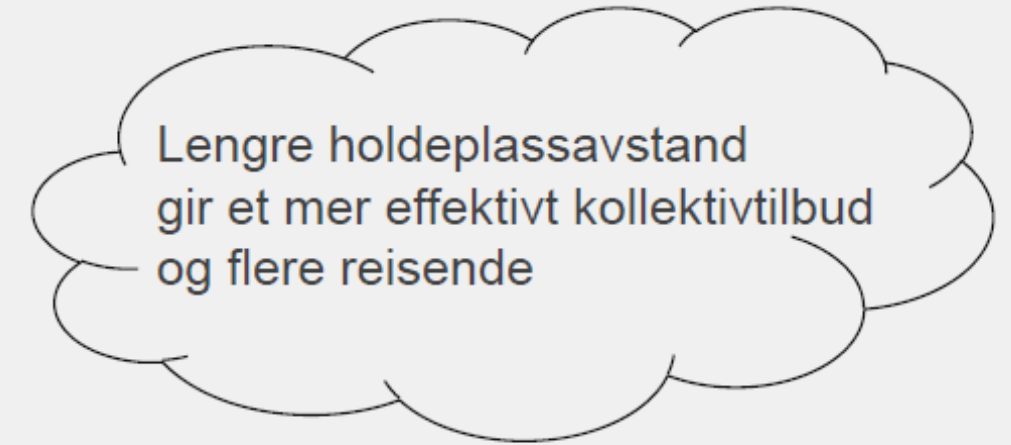 Lengre holdeplassavstand
gir et mer effektivt kollektivtilbud
og flere reisende